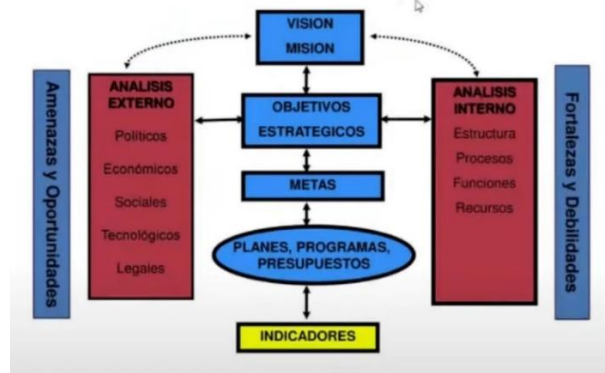 VISION
MISION
Amenazas y Oportunidades
ANALISIS
EXTERNO
Políticos
Económicos
Sociales
Tecnológicos
Legales
OBJETIVOS
ESTRATEGICOS
METAS
PLANES, PROGRAMAS,
PRESUPUESTOS
INDICADORES
ANALISIS
INTERNO
Estructura
Procesos
Funciones
Recursos
Fortalezas y Debilidades